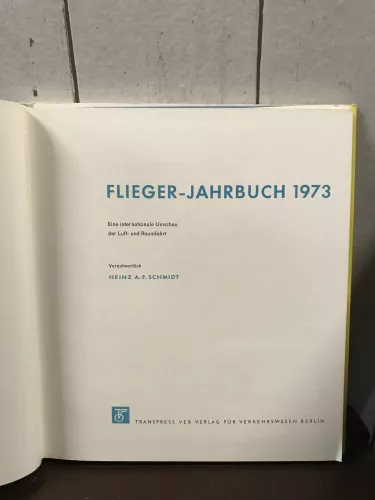 FLIEGER-JAHRBUCH 1973
Eine internationale Umschau
der Luft- und Raumfahrt
Verantwortlich
HEINZ A. F. SCHMIDT
TRANSPRESS VEB VERLAG FÜR VERKEHRSWESEN BERLIN